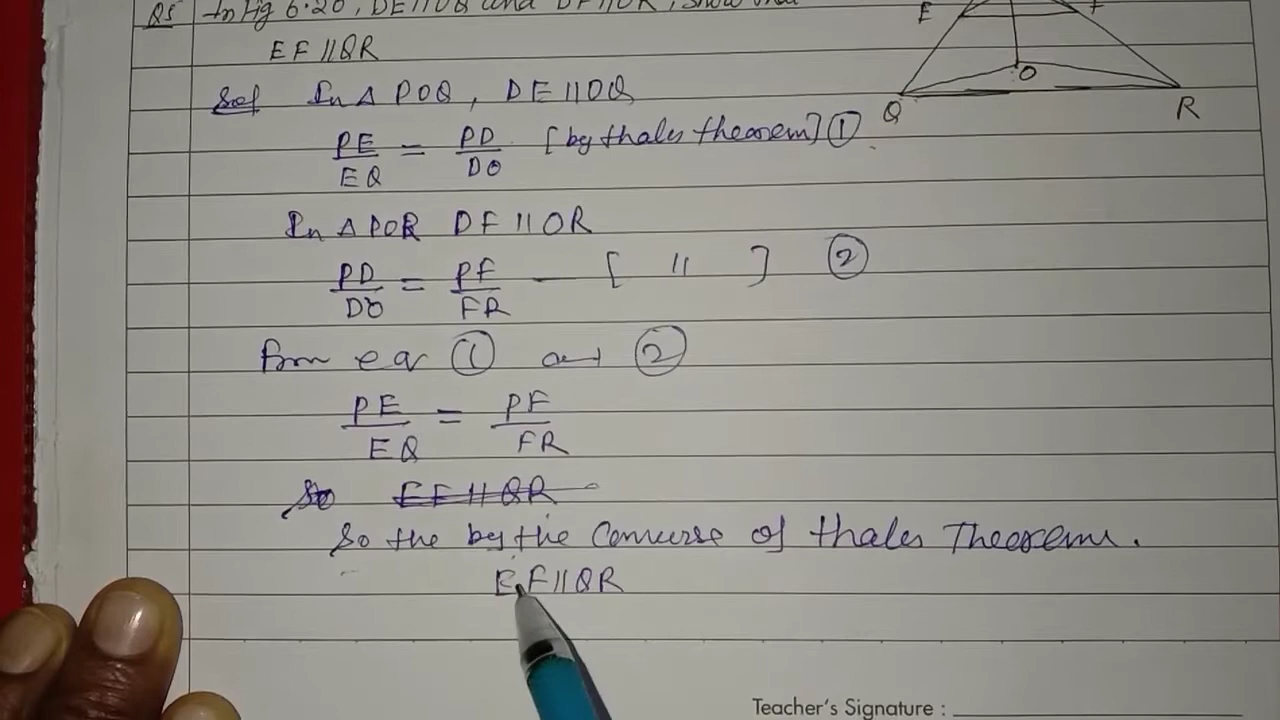 Q5 In Fig 6.20, DE || OQ and DF || OR, show that
EF || QR
E F
O
Q R
Sol In Δ POQ, DE || OQ
PE/EQ = PD/DO [by thales theorem] ①
In Δ POR DF || OR
PD/DO = PF/FR — [ " ] ②
from eq ① and ②
PE/EQ = PF/FR
So EF || QR
So the by the Converse of thales Theorem.
EF || QR
Teacher's Signature :